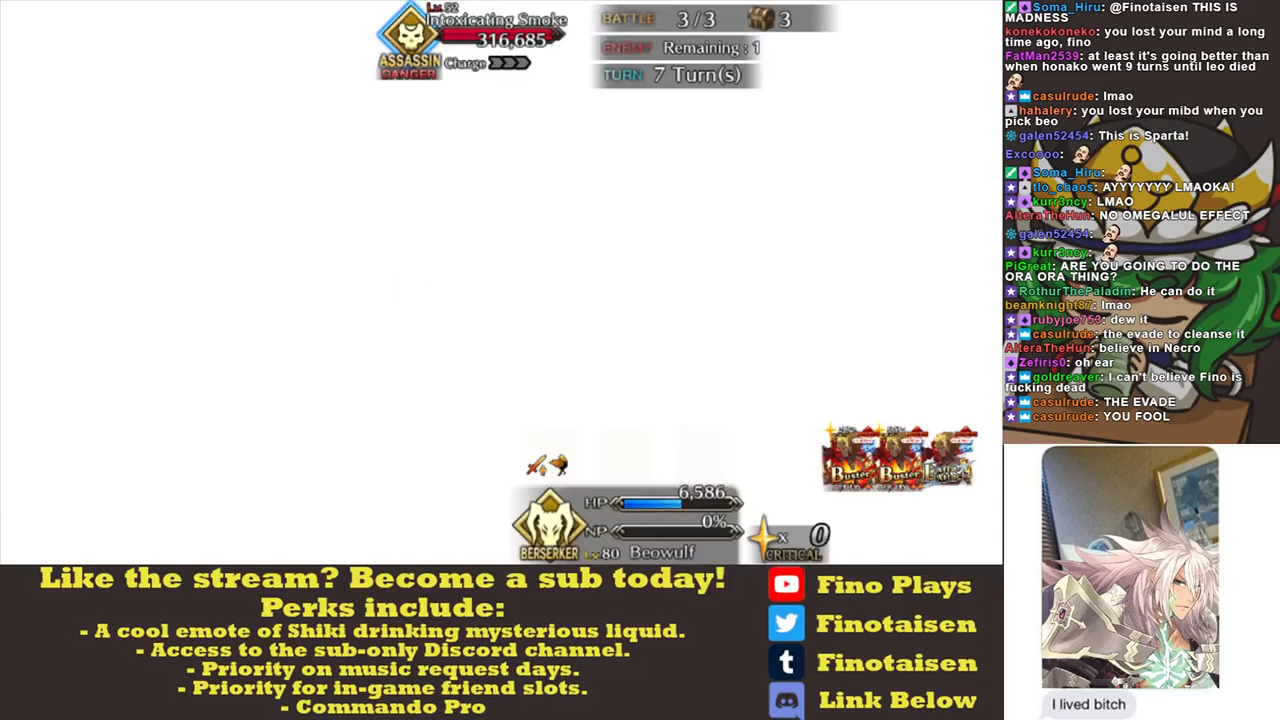 Lv.52
Intoxicating Smoke
316,685
ASSASSIN
DANGER
Charge
BATTLE 3/3 3
ENEMY Remaining : 1
TURN 7 Turn(s)
Buster
Buster
Extra Attack
HP 6,586
NP 0%
BERSERKER Lv.80 Beowulf
x 0
CRITICAL
Like the stream? Become a sub today!
Perks include:
- A cool emote of Shiki drinking mysterious liquid.
- Access to the sub-only Discord channel.
- Priority on music request days.
- Priority for in-game friend slots.
- Commando Pro
Fino Plays
Finotaisen
Finotaisen
Link Below
Soma_Hiru: @Finotaisen THIS IS
MADNESS
konekokoneko: you lost your mind a long
time ago, fino
FatMan2539: at least it's going better than
when honako went 9 turns until leo died
casulrude: lmao
hahalery: you lost your mibd when you
pick beo
galen52454: This is Sparta!
Excoooo:
Soma_Hiru:
tlo_chaos: AYYYYYYY LMAOKAI
kurr3ncy: LMAO
AlteraTheHun: NO OMEGALUL EFFECT
galen52454:
kurr3ncy:
PiGreat: ARE YOU GOING TO DO THE
ORA ORA THING?
RothurThePaladin: He can do it
beamknight87: lmao
rubyjoe753: dew it
casulrude: the evade to cleanse it
AlteraTheHun: believe in Necro
Zefiris0: oh ear
goldreaver: I can't believe Fino is
fucking dead
casulrude: THE EVADE
casulrude: YOU FOOL
I lived bitch